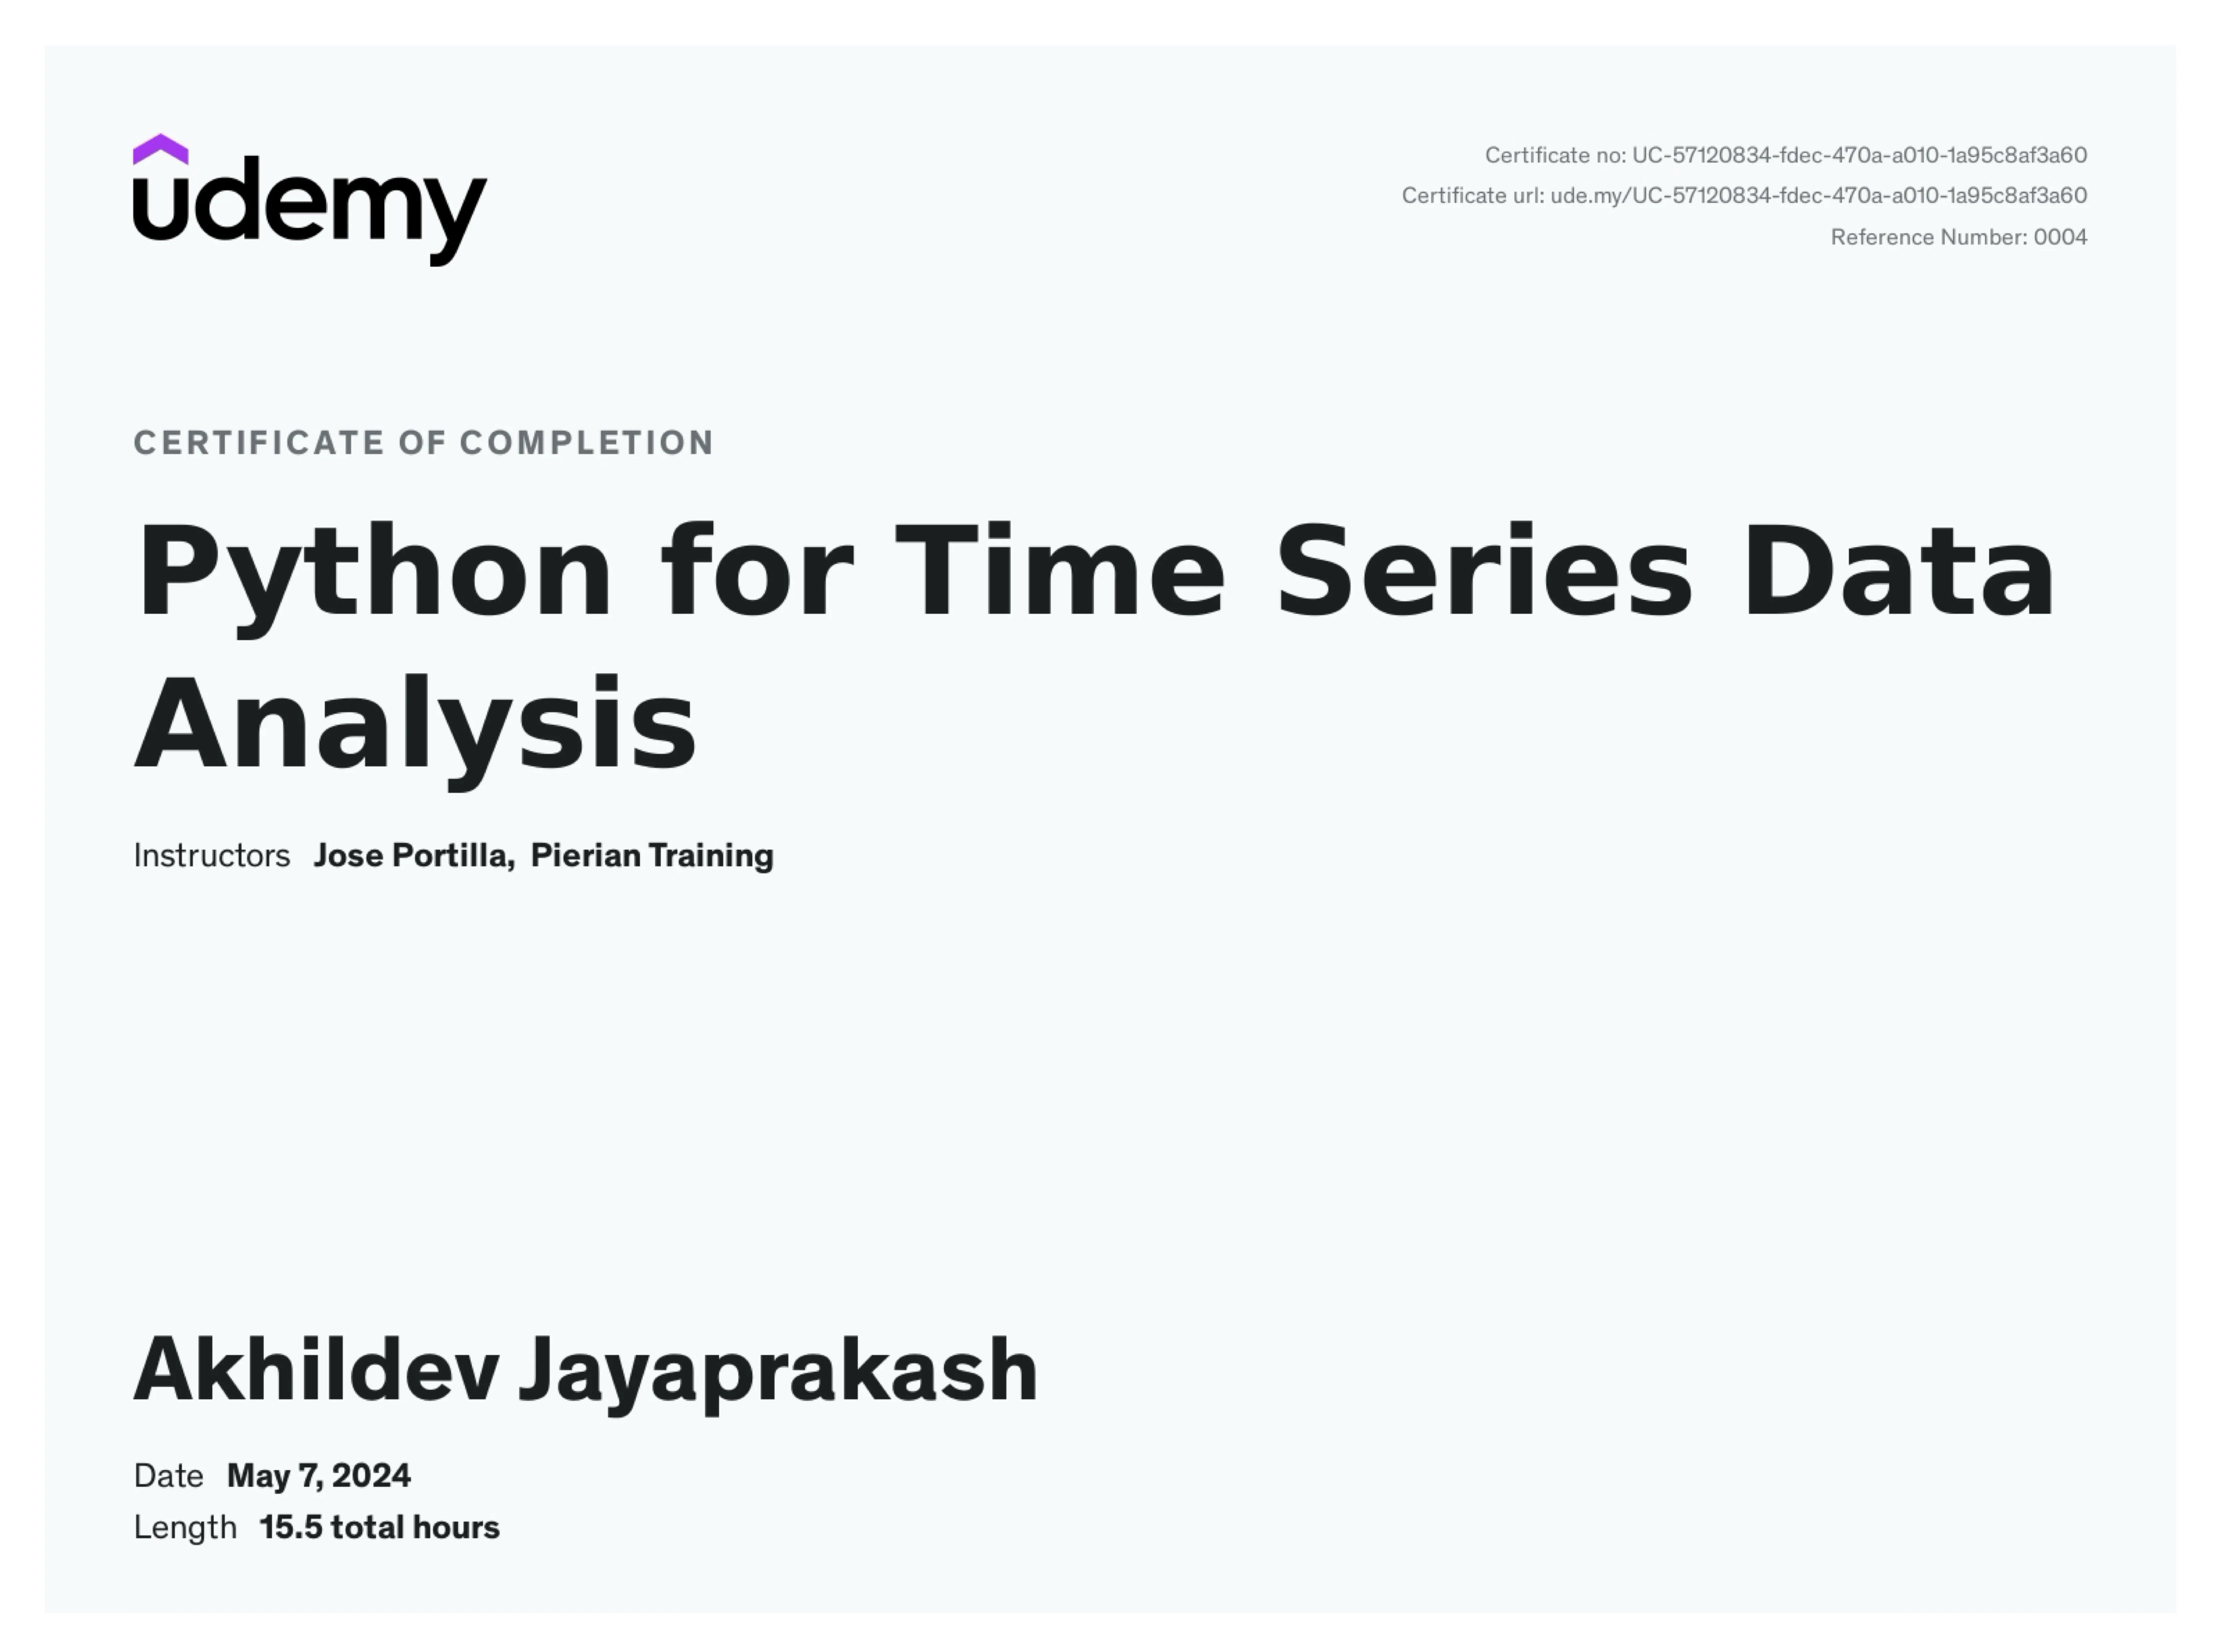 udemy
Certificate no: UC-57120834-fdec-470a-a010-1a95c8af3a60
Certificate url: ude.my/UC-57120834-fdec-470a-a010-1a95c8af3a60
Reference Number: 0004
CERTIFICATE OF COMPLETION
Python for Time Series Data
Analysis
Instructors Jose Portilla, Pierian Training
Akhildev Jayaprakash
Date May 7, 2024
Length 15.5 total hours